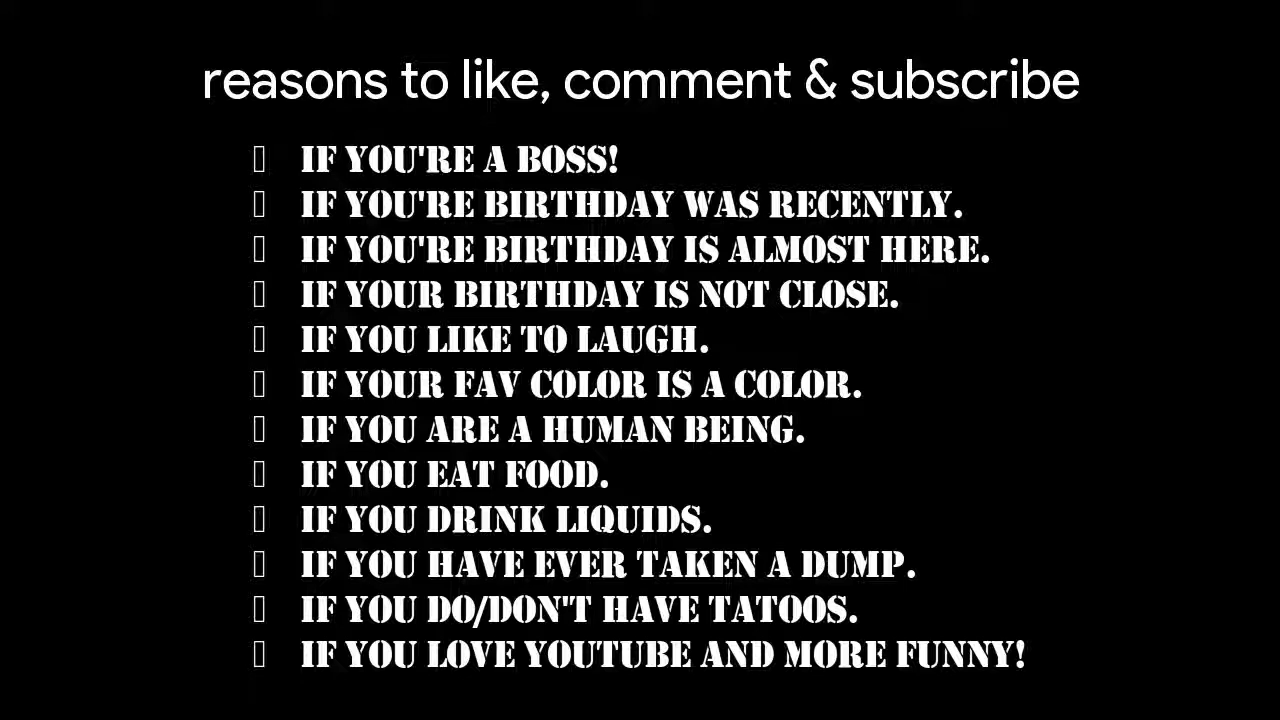 reasons to like, comment & subscribe
IF YOU'RE A BOSS!
IF YOU'RE BIRTHDAY WAS RECENTLY.
IF YOU'RE BIRTHDAY IS ALMOST HERE.
IF YOUR BIRTHDAY IS NOT CLOSE.
IF YOU LIKE TO LAUGH.
IF YOUR FAV COLOR IS A COLOR.
IF YOU ARE A HUMAN BEING.
IF YOU EAT FOOD.
IF YOU DRINK LIQUIDS.
IF YOU HAVE EVER TAKEN A DUMP.
IF YOU DO/DON'T HAVE TATOOS.
IF YOU LOVE YOUTUBE AND MORE FUNNY!